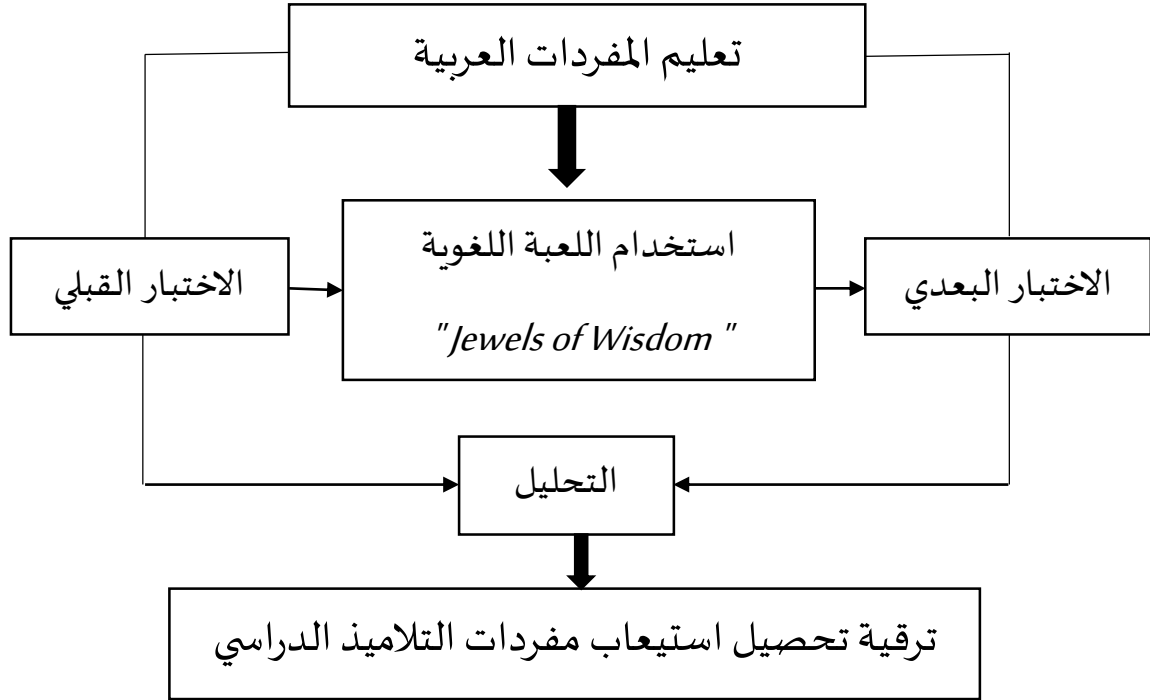 تعليم المفردات العربية
استخدام اللعبة اللغوية
"Jewels of Wisdom "
الاختبار البعدي
الاختبار القبلي
التحليل
ترقية تحصيل استيعاب مفردات التلاميذ الدراسي